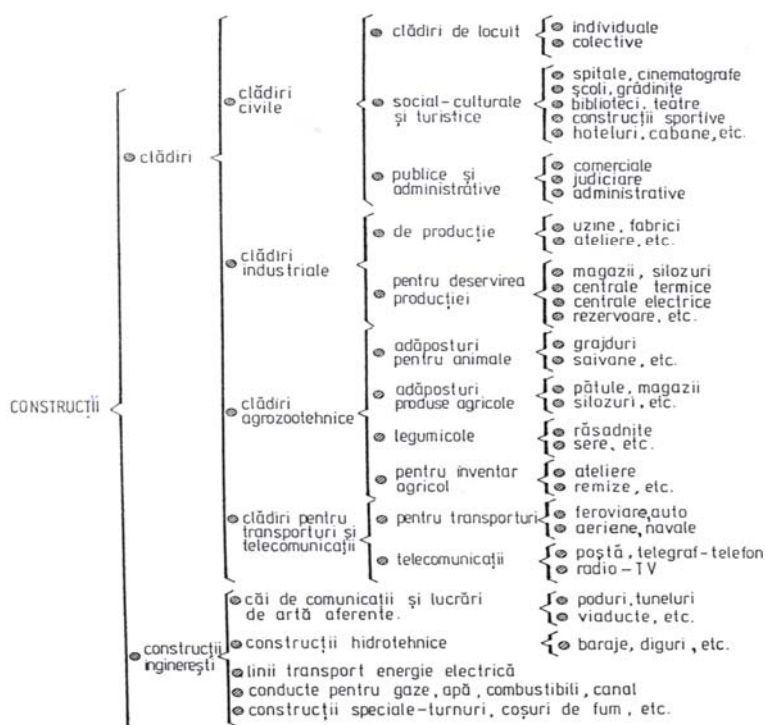 CONSTRUCȚII
clădiri
clădiri
civile
clădiri de locuit
individuale
colective
social-culturale
și turistice
spitale, cinematografe
școli, grădinițe
biblioteci, teatre
construcții sportive
hoteluri, cabane, etc.
publice și
administrative
comerciale
judiciare
administrative
clădiri
industriale
de producție
uzine, fabrici
ateliere, etc.
pentru deservirea
producției
magazii, silozuri
centrale termice
centrale electrice
rezervoare, etc.
clădiri
agrozootehnice
adăposturi
pentru animale
grajduri
saivane, etc.
adăposturi
produse agricole
pătule, magazii
silozuri, etc.
legumicole
răsadnițe
sere, etc.
pentru inventar
agricol
ateliere
remize, etc.
clădiri pentru
transporturi și
telecomunicații
pentru transporturi
feroviare, auto
aeriene, navale
telecomunicații
poștă, telegraf-telefon
radio-TV
construcții
inginerești
căi de comunicații și lucrări
de artă aferente.
poduri, tuneluri
viaducte, etc.
construcții hidrotehnice
baraje, diguri, etc.
linii transport energie electrică
conducte pentru gaze, apă, combustibili, canal
construcții speciale-turnuri, coșuri de fum, etc.